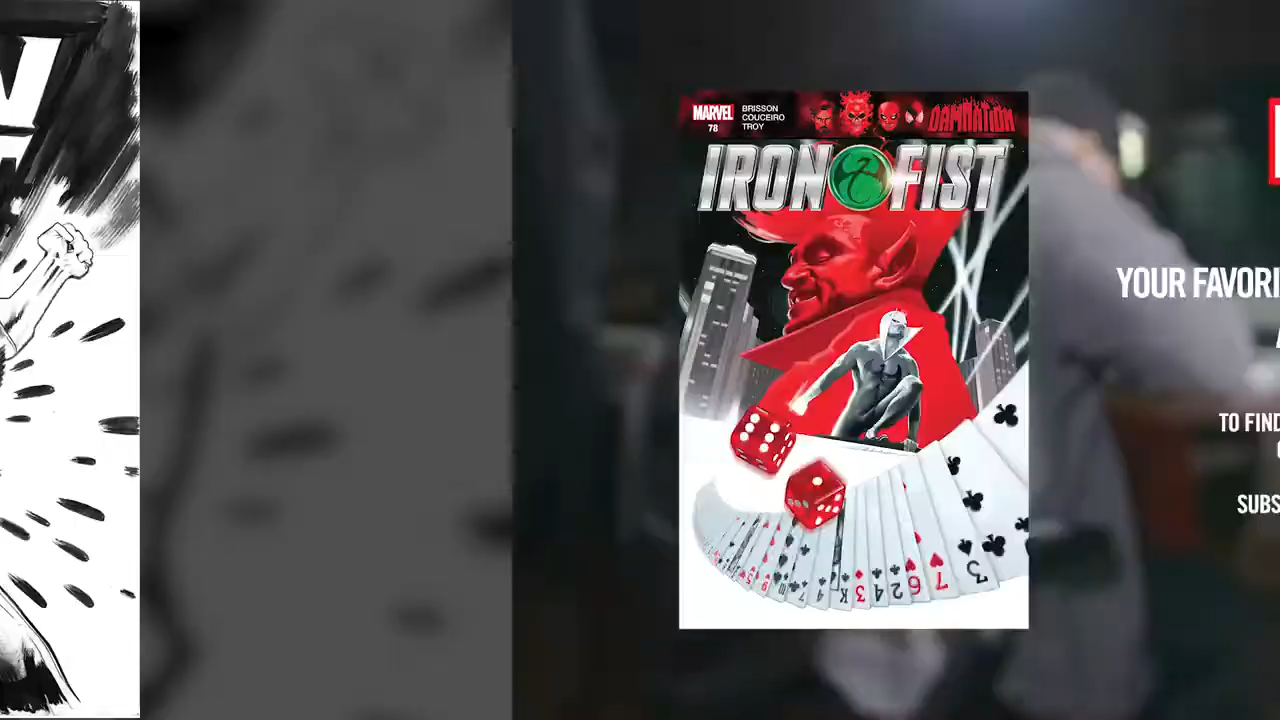 MARVEL
78
BRISSON
COUCEIRO
TROY
DAMNATION
IRON FIST
YOUR FAVORI
TO FIND
SUBS